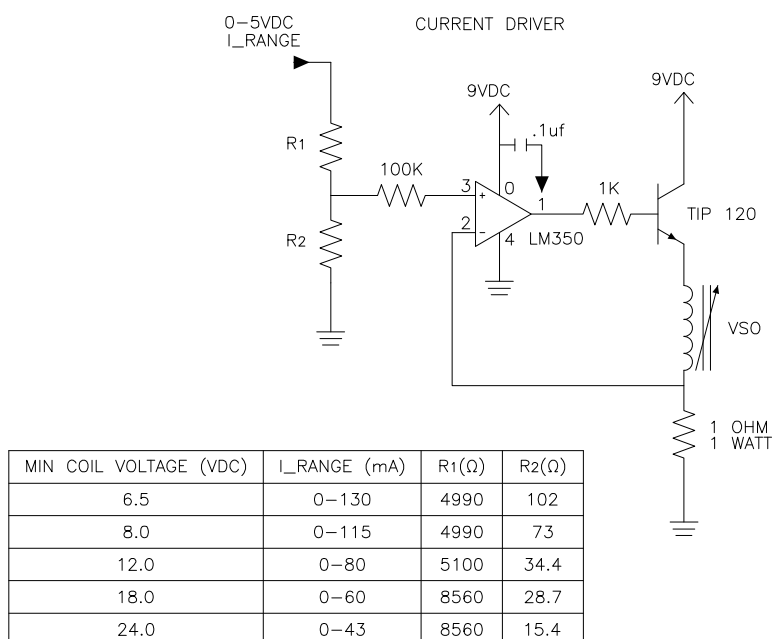 0-5VDC
I_RANGE
CURRENT DRIVER
9VDC
9VDC
.1uf
R1
100K
3
+
0
1
1K
TIP 120
2
-
4
LM350
R2
VSO
1 OHM
1 WATT
MIN COIL VOLTAGE (VDC) I_RANGE (mA) R1(Ω) R2(Ω)
6.5 0-130 4990 102
8.0 0-115 4990 73
12.0 0-80 5100 34.4
18.0 0-60 8560 28.7
24.0 0-43 8560 15.4